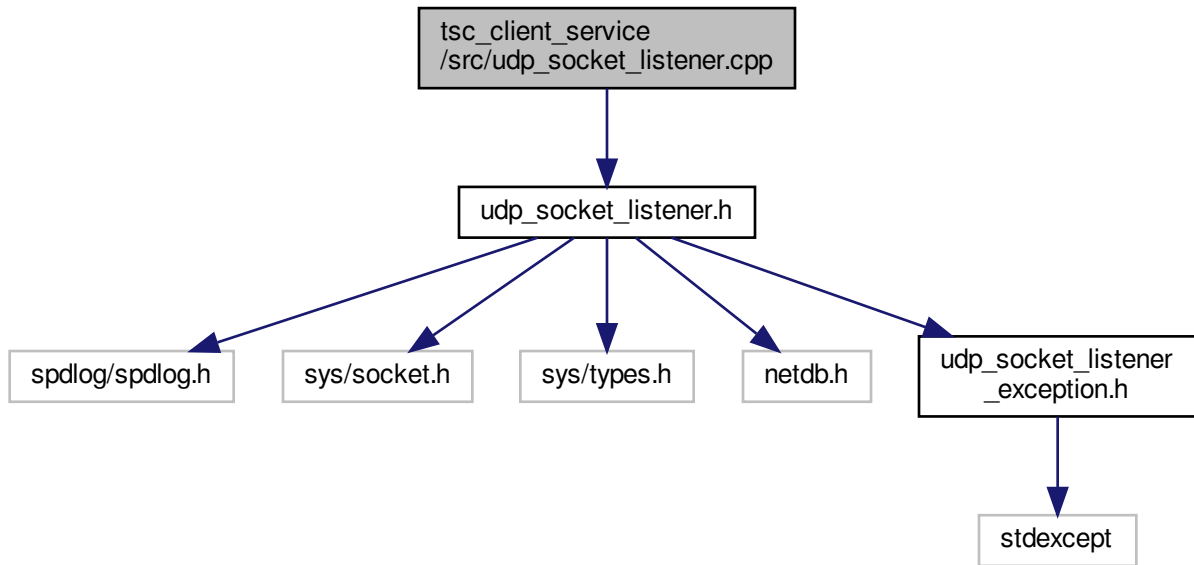 tsc_client_service
/src/udp_socket_listener.cpp
udp_socket_listener.h
spdlog/spdlog.h
sys/socket.h
sys/types.h
netdb.h
udp_socket_listener
_exception.h
stdexcept